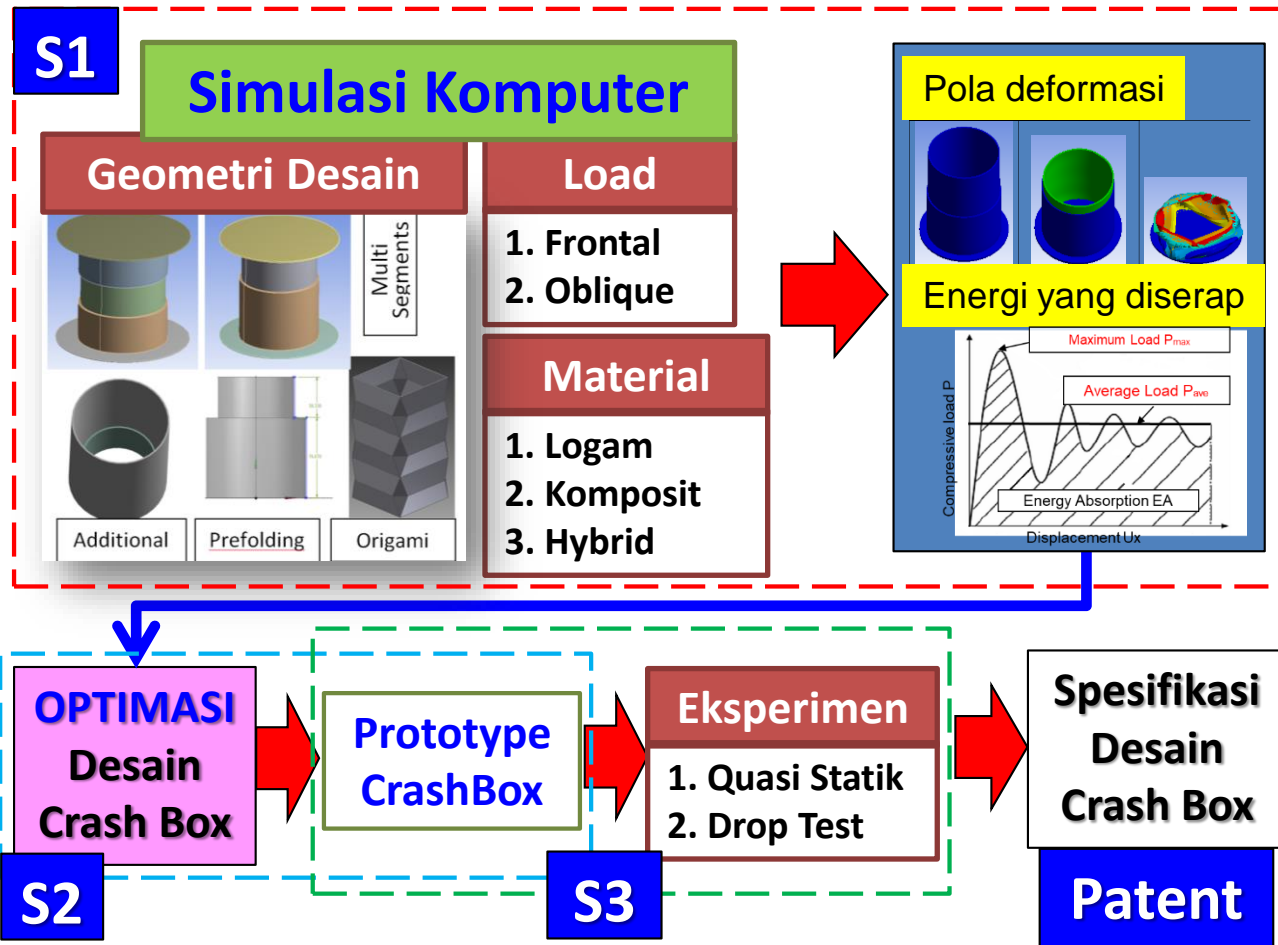 S1
Simulasi Komputer
Geometri Desain
Multi
Segments
Additional
Prefolding
Origami
Load
1. Frontal
2. Oblique
Material
1. Logam
2. Komposit
3. Hybrid
Pola deformasi
Energi yang diserap
Maximum Load Pmax
Average Load Pave
Compressive load P
Energy Absorption EA
Displacement Ux
OPTIMASI
Desain
Crash Box
S2
Prototype
CrashBox
S3
Eksperimen
1. Quasi Statik
2. Drop Test
Spesifikasi
Desain
Crash Box
Patent